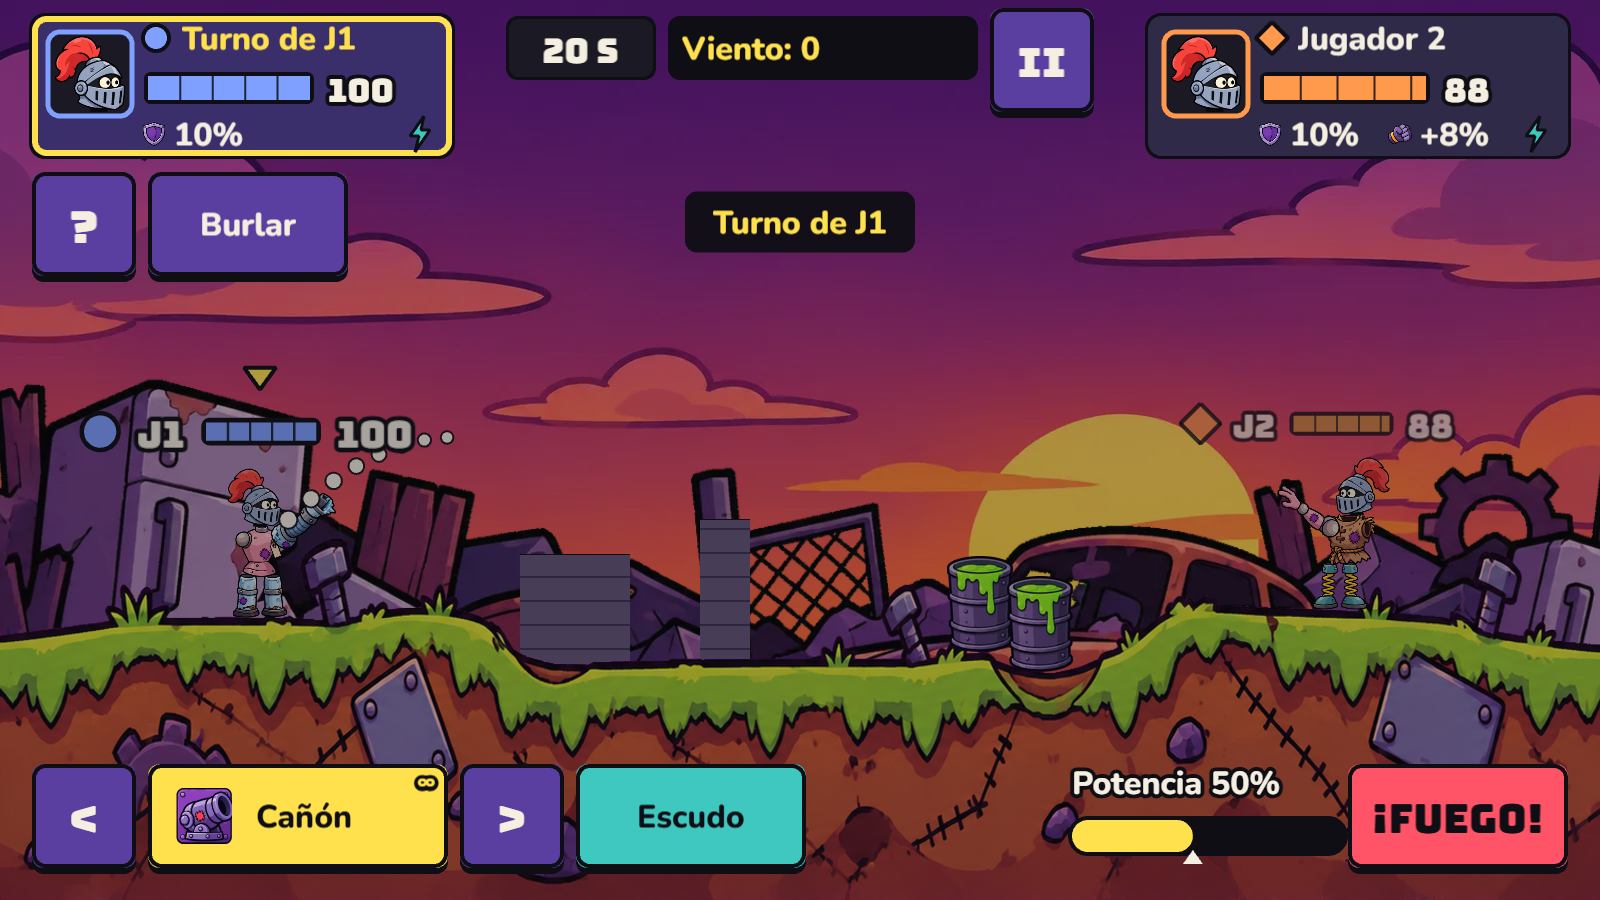 Turno de J1
100
10%
20 S
Viento: 0
II
Jugador 2
88
10%
+8%
?
Burlar
Turno de J1
J1
100
J2
88
<
Cañón
∞
>
Escudo
Potencia 50%
¡FUEGO!